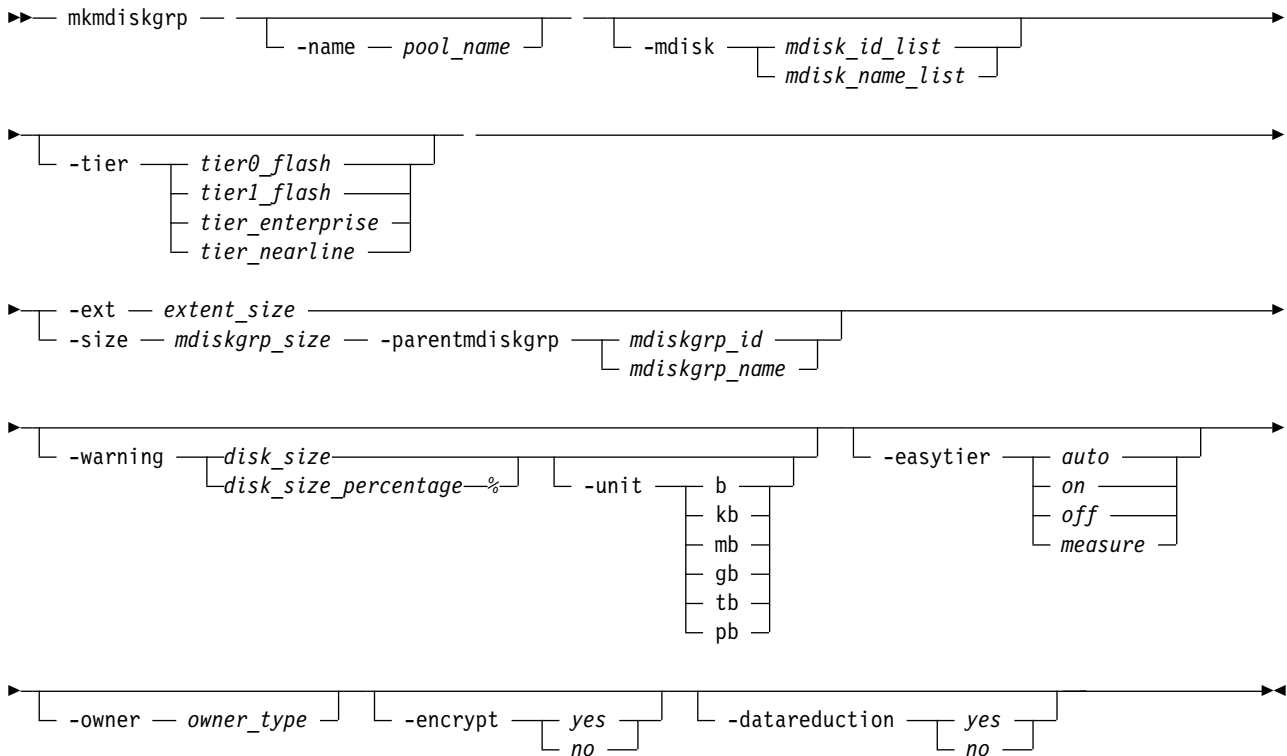 mkmdiskgrp
-name pool_name
-mdisk mdisk_id_list
mdisk_name_list
-tier tier0_flash
tier1_flash
tier_enterprise
tier_nearline
-ext extent_size
-size mdiskgrp_size -parentmdiskgrp mdiskgrp_id
mdiskgrp_name
-warning disk_size
disk_size_percentage %
-unit b
kb
mb
gb
tb
pb
-easytier auto
on
off
measure
-owner owner_type
-encrypt yes
no
-datareduction yes
no